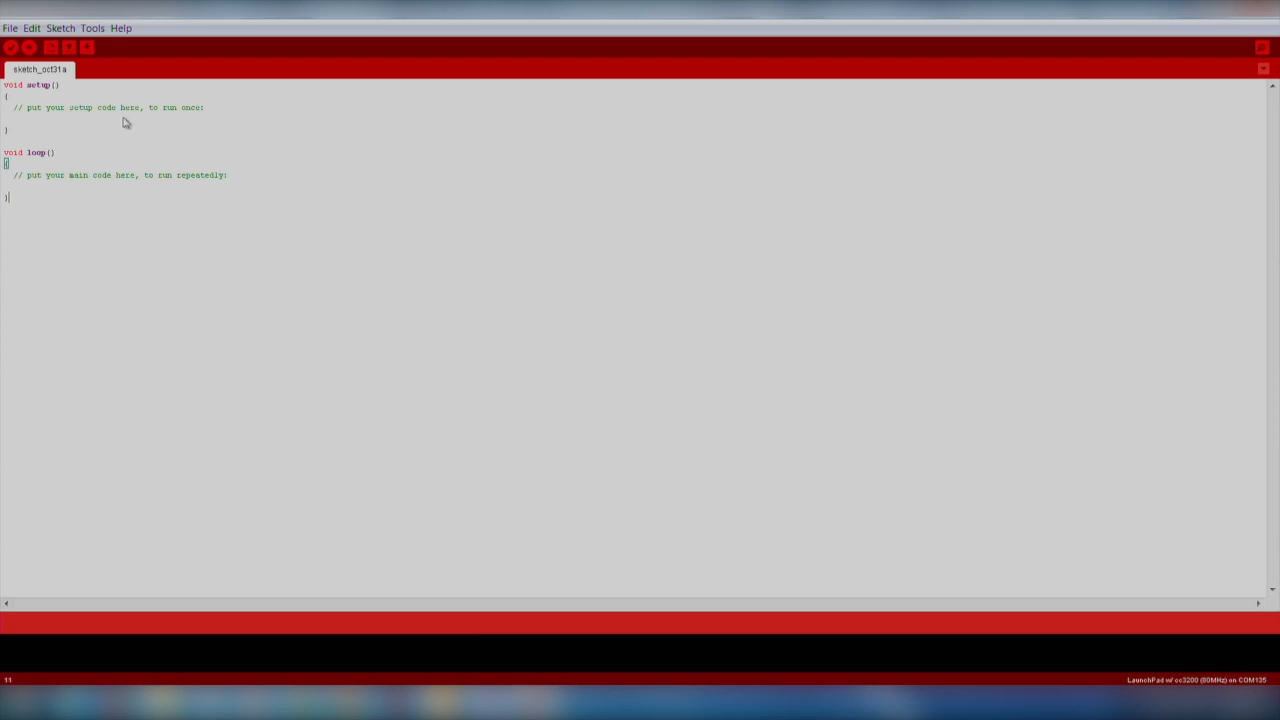 File Edit Sketch Tools Help
sketch_oct31a
void setup()
{
// put your setup code here, to run once:
}
void loop()
{
// put your main code here, to run repeatedly:
}
11
LaunchPad w/ cc3200 (80MHz) on COM135